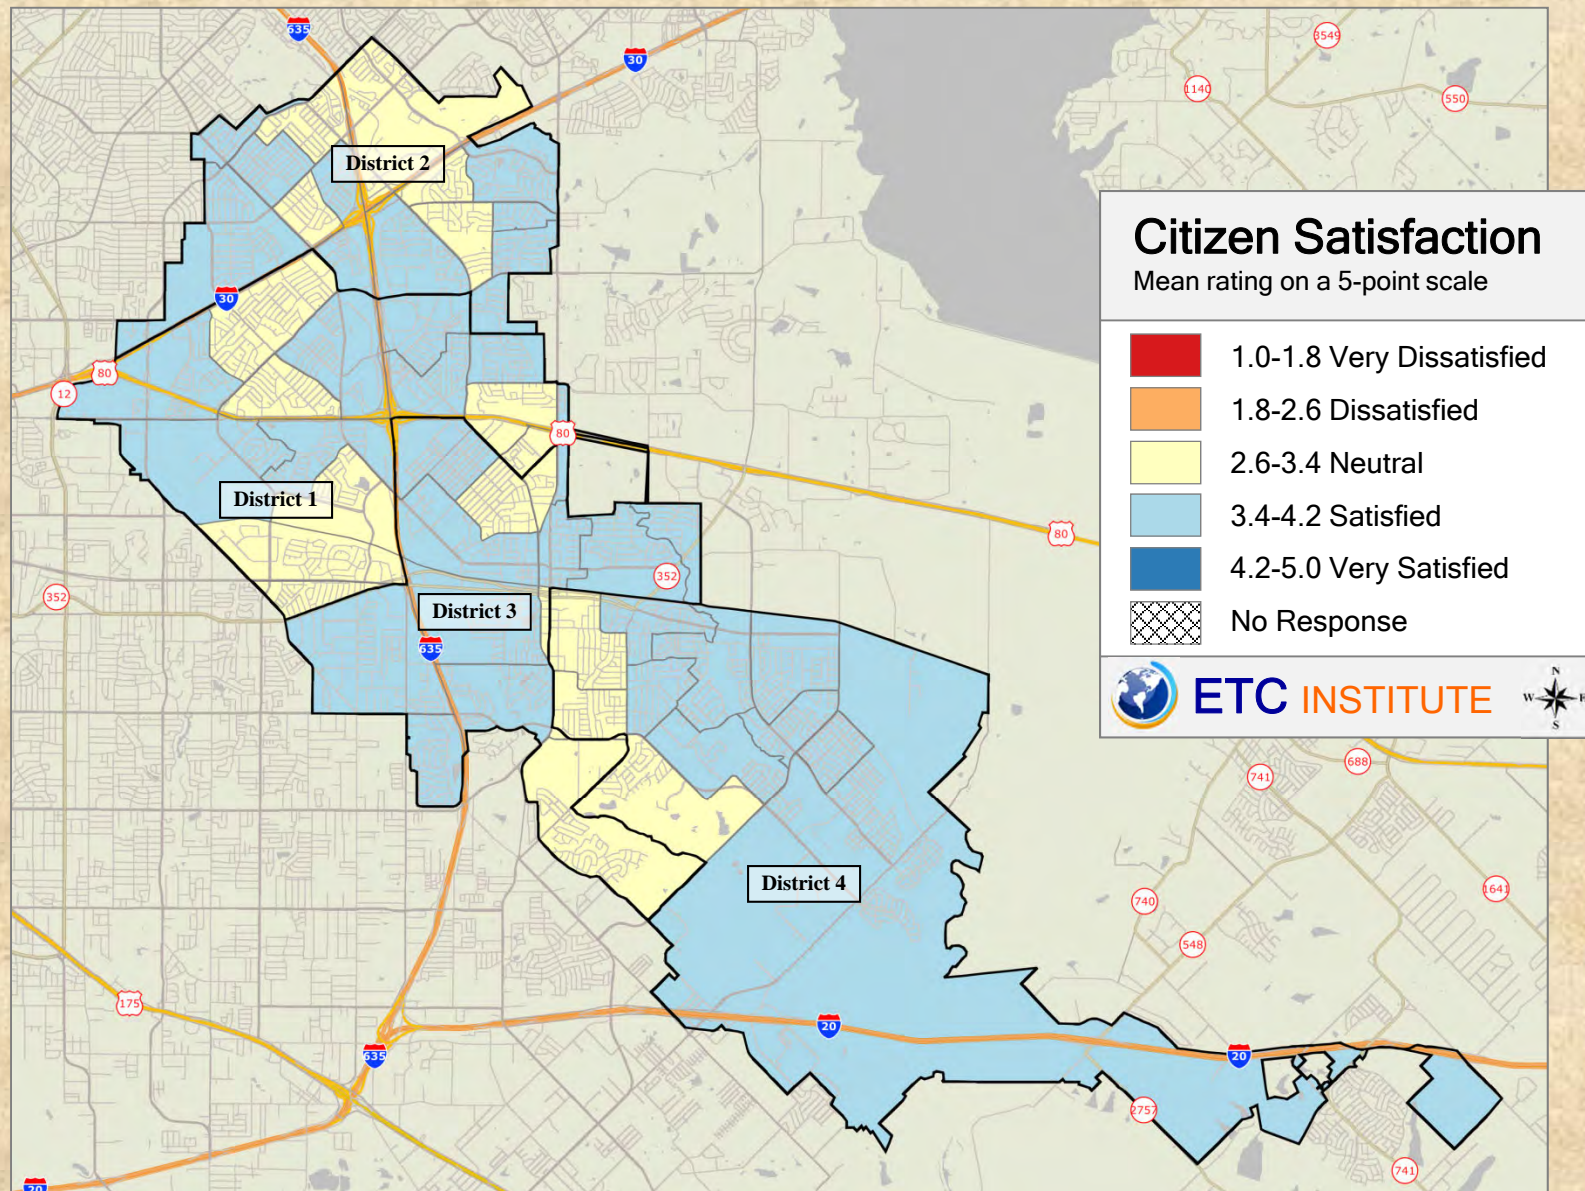 635
30
3549
1140
550
District 2
Citizen Satisfaction
Mean rating on a 5-point scale
30
80
12
1.0-1.8 Very Dissatisfied
1.8-2.6 Dissatisfied
2.6-3.4 Neutral
3.4-4.2 Satisfied
4.2-5.0 Very Satisfied
No Response
80
District 1
80
352
352
District 3
635
ETC INSTITUTE
N
W
E
S
688
741
District 4
1641
740
548
175
20
635
20
2757
741
20